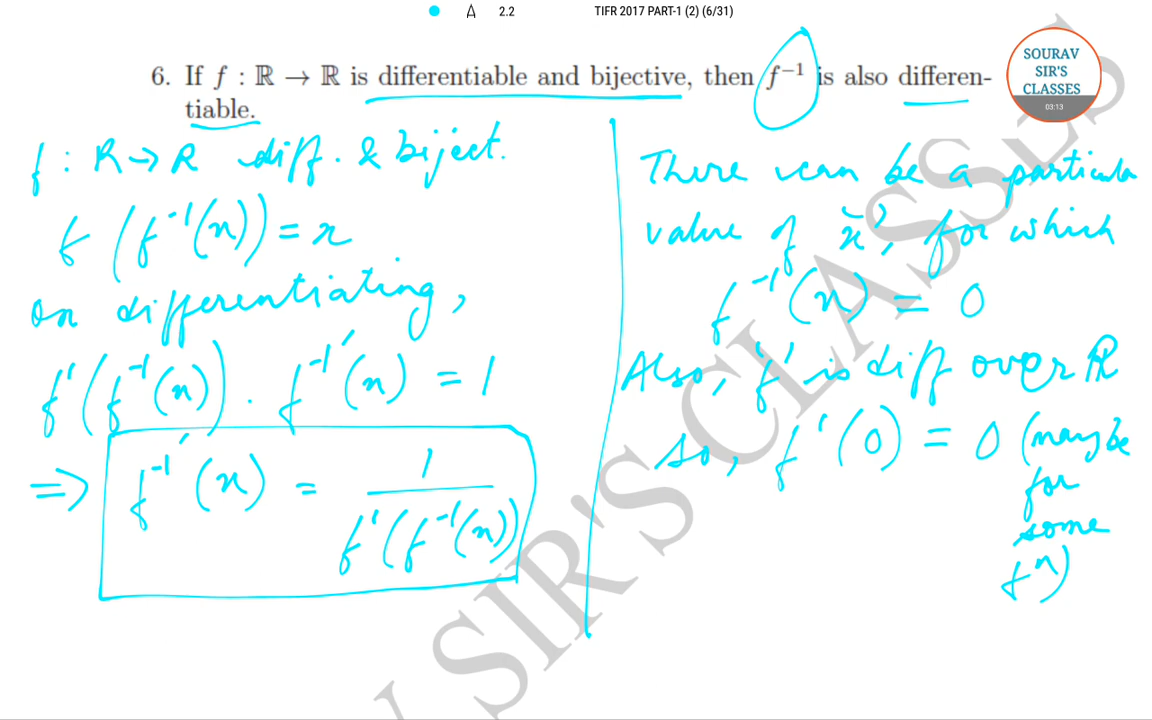 2.2 TIFR 2017 PART-1 (2) (6/31)
SOURAV
SIR'S
CLASSES
03:13
6. If f : ℝ → ℝ is differentiable and bijective, then f⁻¹ is also differen-
tiable.
f : R → R diff. & biject.
f (f⁻¹(x)) = x
on differentiating,
f'(f⁻¹(x)) . f⁻¹'(x) = 1
⇒ f⁻¹'(x) = 1 / f'(f⁻¹(x))
There can be a particular
value of 'x', for which
f⁻¹(x) = 0
Also, 'f' is diff over R
so, f'(0) = 0 (maybe
for
some
fⁿ)
SIR'S CLASSES